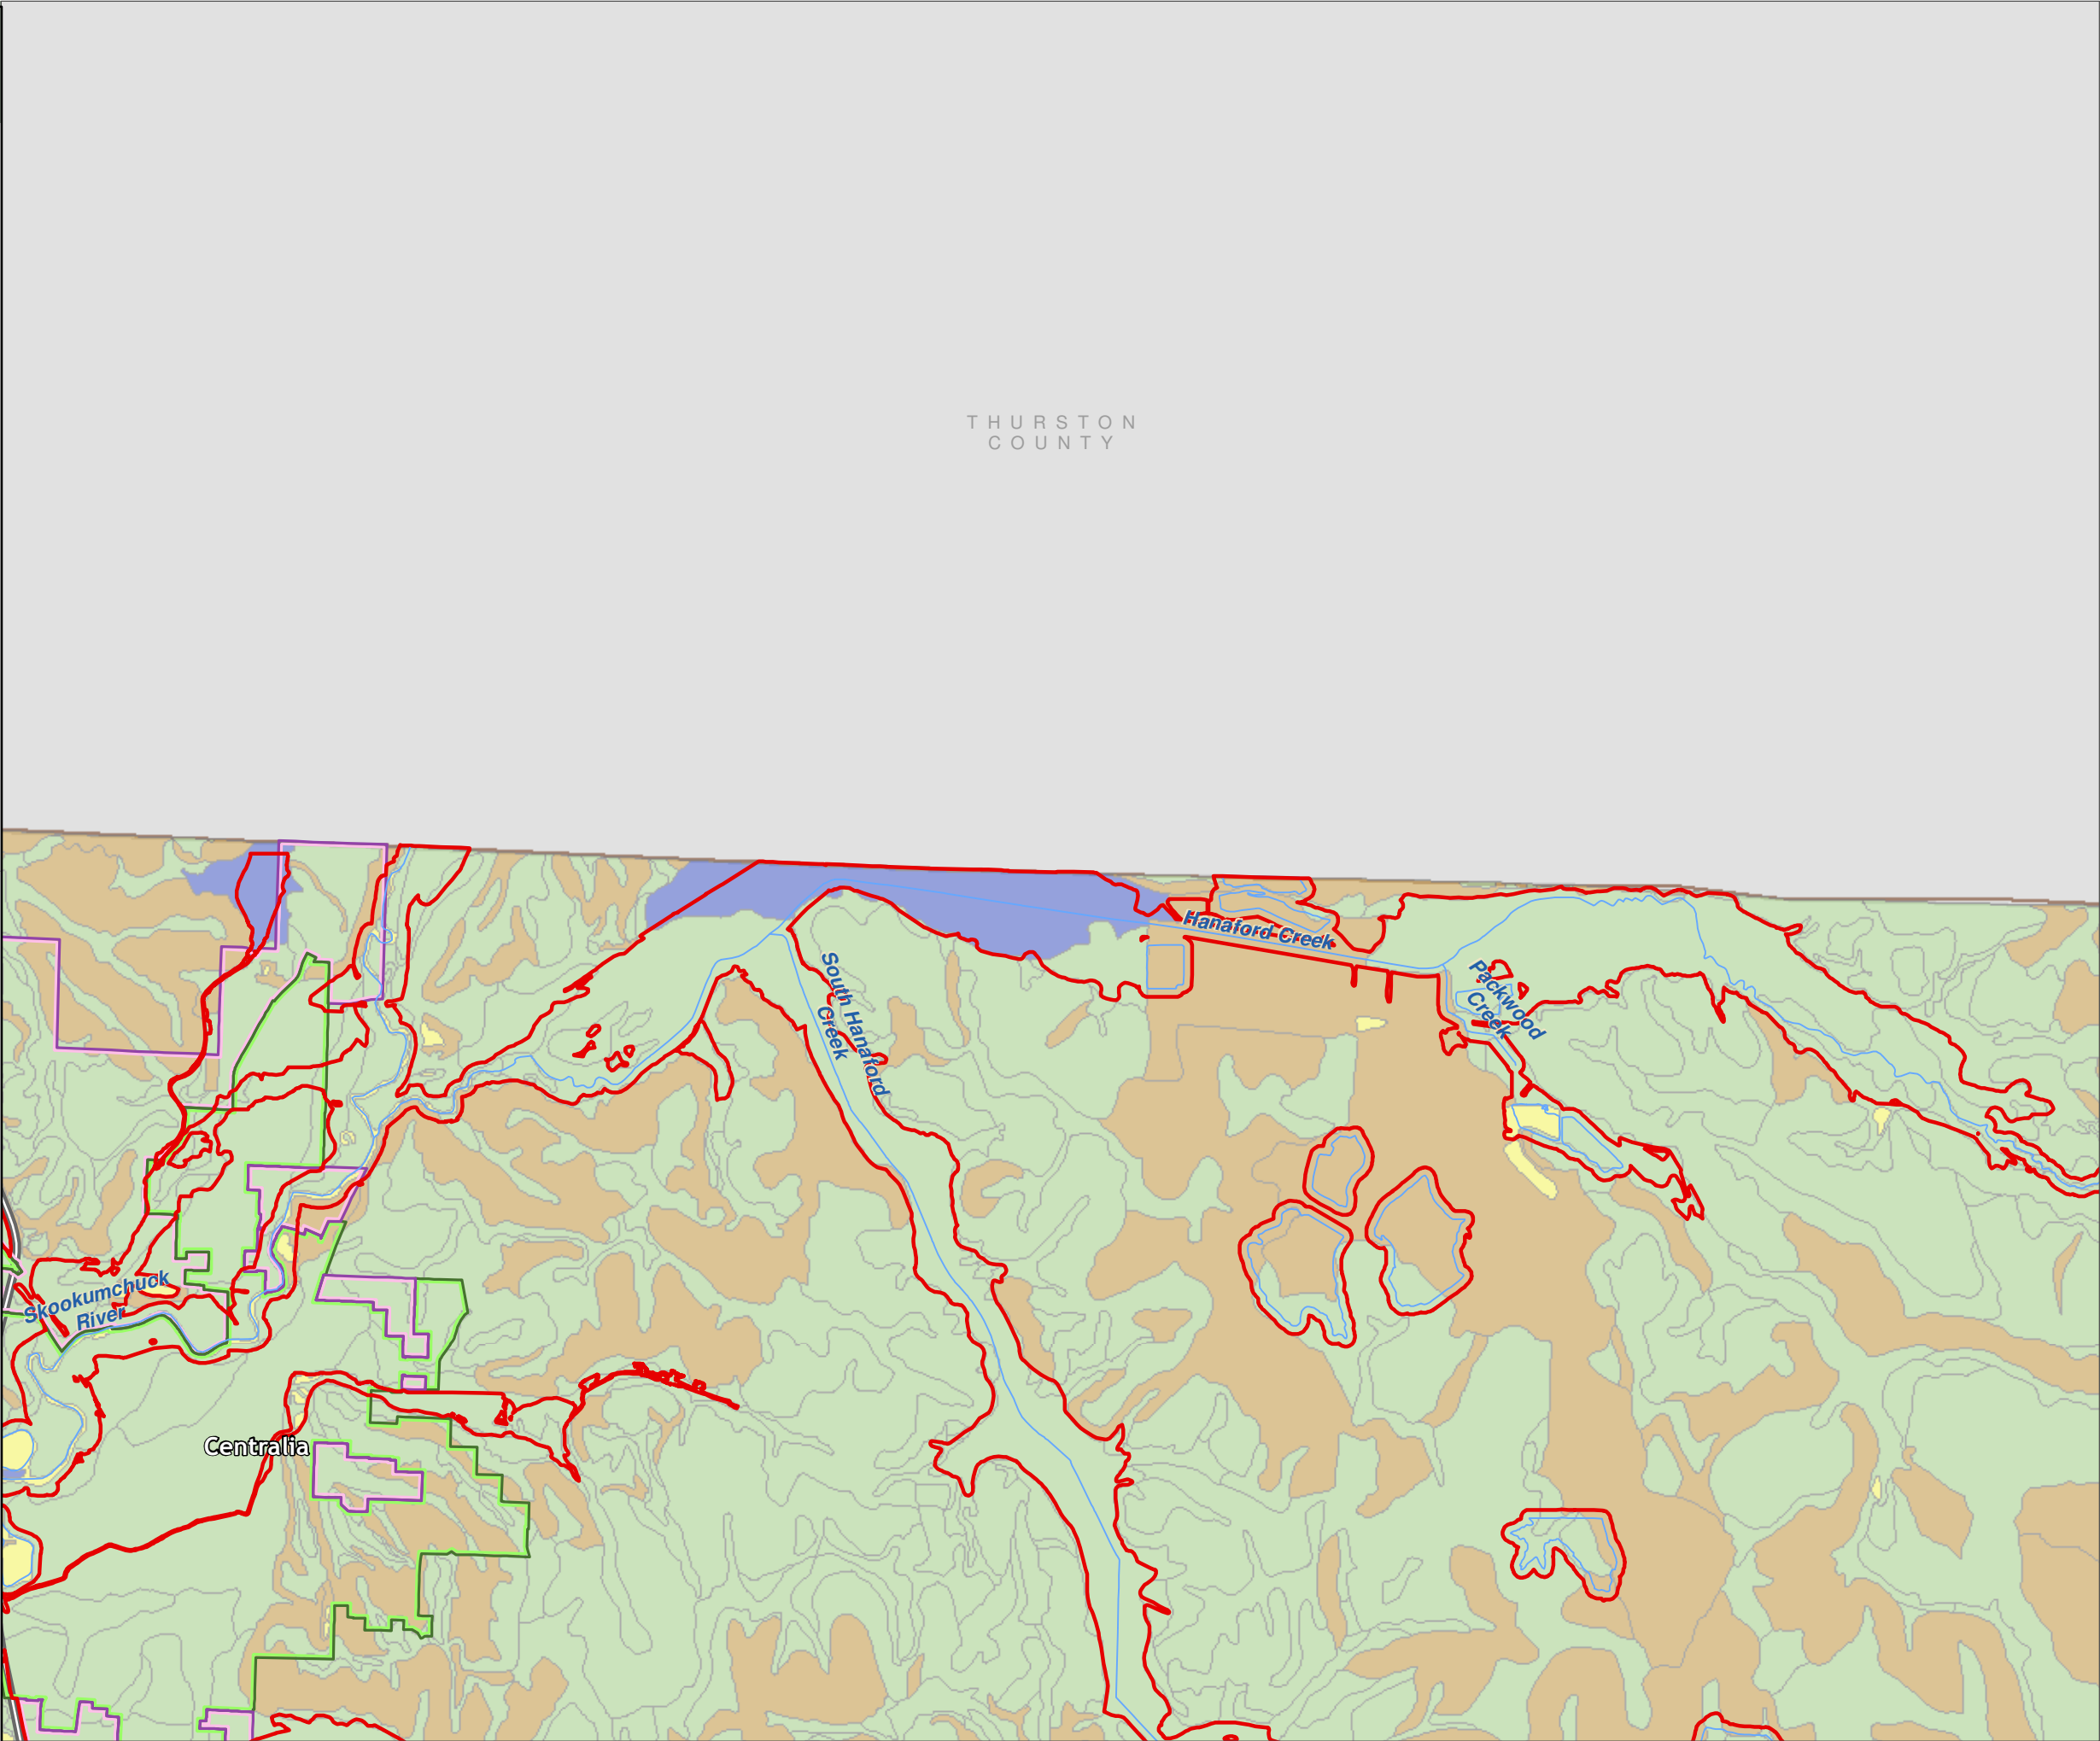 THURSTON
COUNTY
Hanaford Creek
South Hanaford
Creek
Packwood
Creek
Skookumchuck
River
Centralia